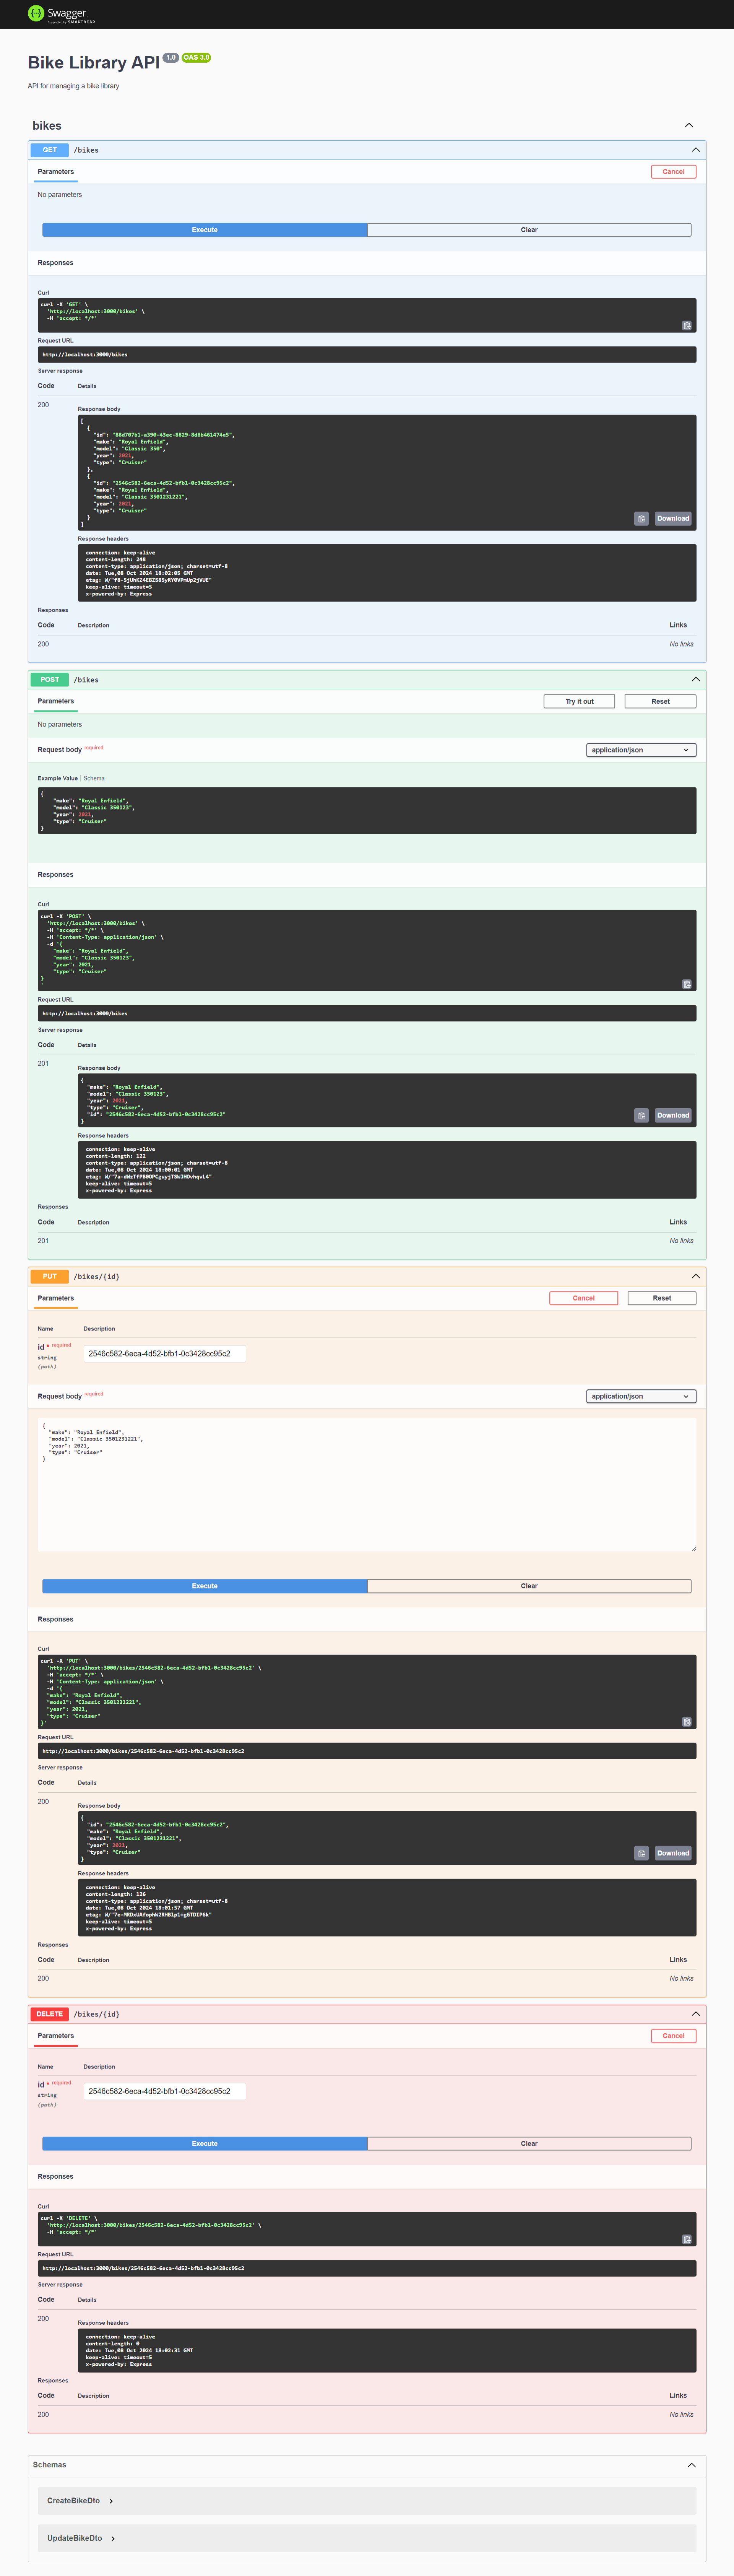 Swagger
Supported by SMARTBEAR
Bike Library API 1.0 OAS 3.0
API for managing a bike library
bikes
GET /bikes
Parameters Cancel
No parameters
Execute Clear
Responses
Curl
curl -X 'GET' \
'http://localhost:3000/bikes' \
-H 'accept: */*'
Request URL
http://localhost:3000/bikes
Server response
Code Details
200
Response body
[
{
"id": "88d707b1-a390-43ec-8829-8d8b461474e5",
"make": "Royal Enfield",
"model": "Classic 350",
"year": 2021,
"type": "Cruiser"
},
{
"id": "2546c582-6eca-4d52-bfb1-0c3428cc95c2",
"make": "Royal Enfield",
"model": "Classic 3501231221",
"year": 2021,
"type": "Cruiser"
}
]
Download
Response headers
connection: keep-alive
content-length: 248
content-type: application/json; charset=utf-8
date: Tue,08 Oct 2024 18:02:05 GMT
keep-alive: timeout=5
x-powered-by: Express
Responses
Code Description Links
200 No links
POST /bikes
Parameters Try it out Reset
No parameters
Request body required application/json
Example Value Schema
{
"make": "Royal Enfield",
"model": "Classic 350123",
"year": 2021,
"type": "Cruiser"
}
Responses
Curl
curl -X 'POST' \
'http://localhost:3000/bikes' \
-H 'accept: */*' \
-H 'Content-Type: application/json' \
-d '{
"make": "Royal Enfield",
"model": "Classic 350123",
"year": 2021,
"type": "Cruiser"
}
'
Request URL
http://localhost:3000/bikes
Server response
Code Details
201
Response body
{
"make": "Royal Enfield",
"model": "Classic 350123",
"year": 2021,
"type": "Cruiser",
"id": "2546c582-6eca-4d52-bfb1-0c3428cc95c2"
}
Download
Response headers
connection: keep-alive
content-length: 122
content-type: application/json; charset=utf-8
date: Tue,08 Oct 2024 18:00:01 GMT
keep-alive: timeout=5
x-powered-by: Express
Responses
Code Description Links
201 No links
PUT /bikes/{id}
Parameters Cancel Reset
Name Description
id * required
string
(path)
2546c582-6eca-4d52-bfb1-0c3428cc95c2
Request body required application/json
{
"make": "Royal Enfield",
"model": "Classic 3501231221",
"year": 2021,
"type": "Cruiser"
}
Execute Clear
Responses
Curl
curl -X 'PUT' \
'http://localhost:3000/bikes/2546c582-6eca-4d52-bfb1-0c3428cc95c2' \
-H 'accept: */*' \
-H 'Content-Type: application/json' \
-d '{
"make": "Royal Enfield",
"model": "Classic 3501231221",
"year": 2021,
"type": "Cruiser"
}'
Request URL
http://localhost:3000/bikes/2546c582-6eca-4d52-bfb1-0c3428cc95c2
Server response
Code Details
200
Response body
{
"id": "2546c582-6eca-4d52-bfb1-0c3428cc95c2",
"make": "Royal Enfield",
"model": "Classic 3501231221",
"year": 2021,
"type": "Cruiser"
}
Download
Response headers
connection: keep-alive
content-length: 126
content-type: application/json; charset=utf-8
date: Tue,08 Oct 2024 18:01:57 GMT
keep-alive: timeout=5
x-powered-by: Express
Responses
Code Description Links
200 No links
DELETE /bikes/{id}
Parameters Cancel
Name Description
id * required
string
(path)
2546c582-6eca-4d52-bfb1-0c3428cc95c2
Execute Clear
Responses
Curl
curl -X 'DELETE' \
'http://localhost:3000/bikes/2546c582-6eca-4d52-bfb1-0c3428cc95c2' \
-H 'accept: */*'
Request URL
http://localhost:3000/bikes/2546c582-6eca-4d52-bfb1-0c3428cc95c2
Server response
Code Details
200
Response headers
connection: keep-alive
content-length: 0
date: Tue,08 Oct 2024 18:02:31 GMT
keep-alive: timeout=5
x-powered-by: Express
Responses
Code Description Links
200 No links
Schemas
CreateBikeDto
UpdateBikeDto